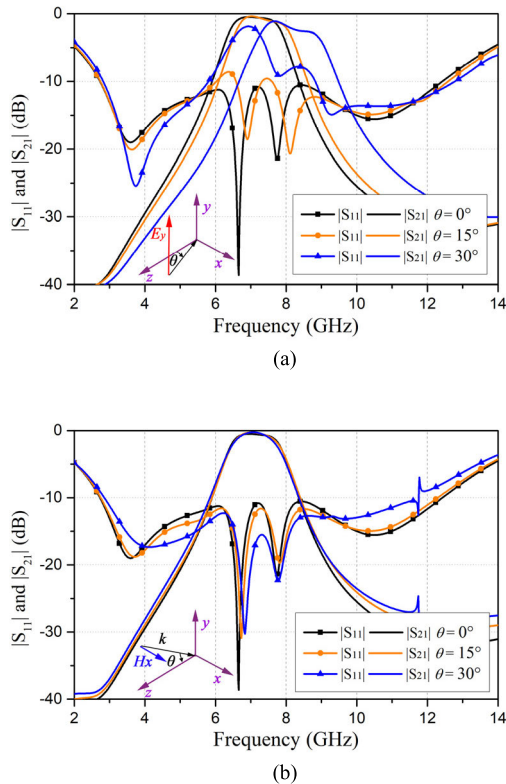 (a)
0
-10
-20
-30
-40
|S11| and |S21| (dB)
y
Ey
θ
x
z
|S11| |S21| θ = 0°
|S11| |S21| θ = 15°
|S11| |S21| θ = 30°
2 4 6 8 10 12 14
Frequency (GHz)
(a)
0
-10
-20
-30
-40
|S11| and |S21| (dB)
y
k
θ
Hx
x
z
|S11| |S21| θ = 0°
|S11| |S21| θ = 15°
|S11| |S21| θ = 30°
2 4 6 8 10 12 14
Frequency (GHz)
(b)